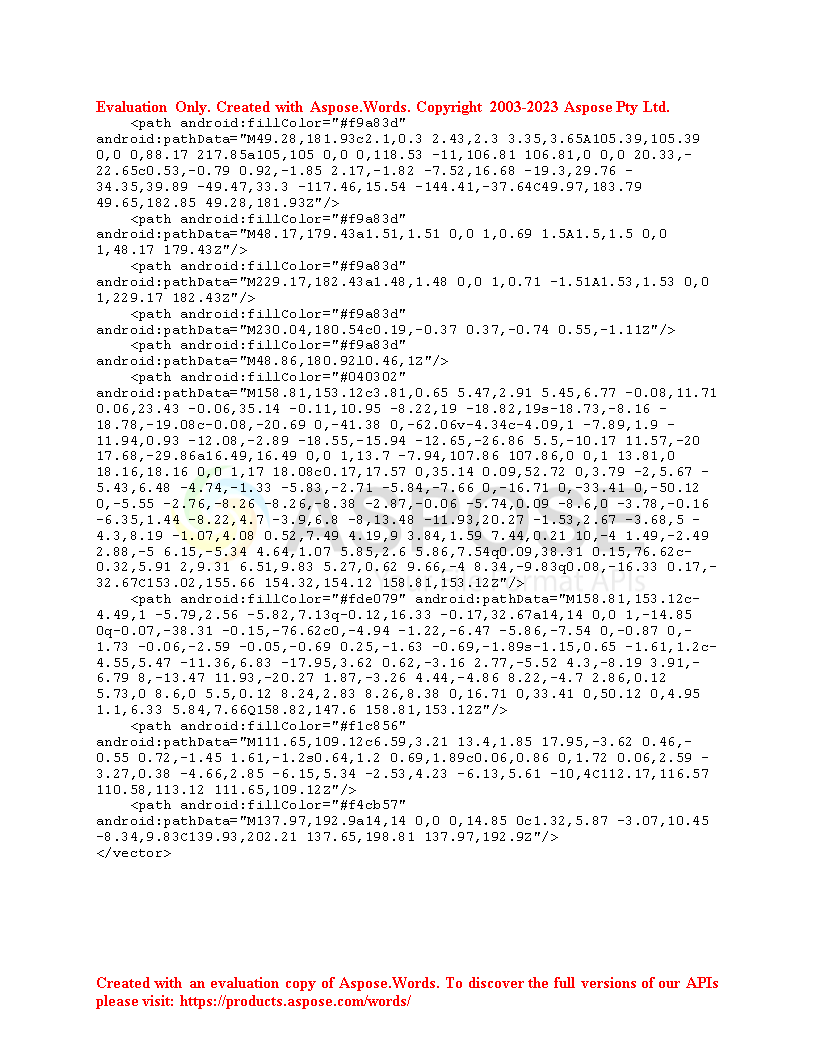 Evaluation Only. Created with Aspose.Words. Copyright 2003-2023 Aspose Pty Ltd.
<path android:fillColor="#f9a83d"
android:pathData="M49.28,181.93c2.1,0.3 2.43,2.3 3.35,3.65A105.39,105.39
0,0 0,88.17 217.85a105,105 0,0 0,118.53 -11,106.81 106.81,0 0,0 20.33,-
22.65c0.53,-0.79 0.92,-1.85 2.17,-1.82 -7.52,16.68 -19.3,29.76 -
34.35,39.89 -49.47,33.3 -117.46,15.54 -144.41,-37.64C49.97,183.79
49.65,182.85 49.28,181.93Z"/>
<path android:fillColor="#f9a83d"
android:pathData="M48.17,179.43a1.51,1.51 0,0 1,0.69 1.5A1.5,1.5 0,0
1,48.17 179.43Z"/>
<path android:fillColor="#f9a83d"
android:pathData="M229.17,182.43a1.48,1.48 0,0 1,0.71 -1.51A1.53,1.53 0,0
1,229.17 182.43Z"/>
<path android:fillColor="#f9a83d"
android:pathData="M230.04,180.54c0.19,-0.37 0.37,-0.74 0.55,-1.11Z"/>
<path android:fillColor="#f9a83d"
android:pathData="M48.86,180.92l0.46,1Z"/>
<path android:fillColor="#040302"
android:pathData="M158.81,153.12c3.81,0.65 5.47,2.91 5.45,6.77 -0.08,11.71
0.06,23.43 -0.06,35.14 -0.11,10.95 -8.22,19 -18.82,19s-18.73,-8.16 -
18.78,-19.08c-0.08,-20.69 0,-41.38 0,-62.06v-4.34c-4.09,1 -7.89,1.9 -
11.94,0.93 -12.08,-2.89 -18.55,-15.94 -12.65,-26.86 5.5,-10.17 11.57,-20
17.68,-29.86a16.49,16.49 0,0 1,13.7 -7.94,107.86 107.86,0 0,1 13.81,0
18.16,18.16 0,0 1,17 18.08c0.17,17.57 0,35.14 0.09,52.72 0,3.79 -2,5.67 -
5.43,6.48 -4.74,-1.33 -5.83,-2.71 -5.84,-7.66 0,-16.71 0,-33.41 0,-50.12
0,-5.55 -2.76,-8.26 -8.26,-8.38 -2.87,-0.06 -5.74,0.09 -8.6,0 -3.78,-0.16
-6.35,1.44 -8.22,4.7 -3.9,6.8 -8,13.48 -11.93,20.27 -1.53,2.67 -3.68,5 -
4.3,8.19 -1.07,4.08 0.52,7.49 4.19,9 3.84,1.59 7.44,0.21 10,-4 1.49,-2.49
2.88,-5 6.15,-5.34 4.64,1.07 5.85,2.6 5.86,7.54q0.09,38.31 0.15,76.62c-
0.32,5.91 2,9.31 6.51,9.83 5.27,0.62 9.66,-4 8.34,-9.83q0.08,-16.33 0.17,-
32.67C153.02,155.66 154.32,154.12 158.81,153.12Z"/>
<path android:fillColor="#fde079" android:pathData="M158.81,153.12c-
4.49,1 -5.79,2.56 -5.82,7.13q-0.12,16.33 -0.17,32.67a14,14 0,0 1,-14.85
0q-0.07,-38.31 -0.15,-76.62c0,-4.94 -1.22,-6.47 -5.86,-7.54 0,-0.87 0,-
1.73 -0.06,-2.59 -0.05,-0.69 0.25,-1.63 -0.69,-1.89s-1.15,0.65 -1.61,1.2c-
4.55,5.47 -11.36,6.83 -17.95,3.62 0.62,-3.16 2.77,-5.52 4.3,-8.19 3.91,-
6.79 8,-13.47 11.93,-20.27 1.87,-3.26 4.44,-4.86 8.22,-4.7 2.86,0.12
5.73,0 8.6,0 5.5,0.12 8.24,2.83 8.26,8.38 0,16.71 0,33.41 0,50.12 0,4.95
1.1,6.33 5.84,7.66Q158.82,147.6 158.81,153.12Z"/>
<path android:fillColor="#f1c856"
android:pathData="M111.65,109.12c6.59,3.21 13.4,1.85 17.95,-3.62 0.46,-
0.55 0.72,-1.45 1.61,-1.2s0.64,1.2 0.69,1.89c0.06,0.86 0,1.72 0.06,2.59 -
3.27,0.38 -4.66,2.85 -6.15,5.34 -2.53,4.23 -6.13,5.61 -10,4C112.17,116.57
110.58,113.12 111.65,109.12Z"/>
<path android:fillColor="#f4cb57"
android:pathData="M137.97,192.9a14,14 0,0 0,14.85 0c1.32,5.87 -3.07,10.45
-8.34,9.83C139.93,202.21 137.65,198.81 137.97,192.9Z"/>
</vector>
ASPOSE
Created with an evaluation copy of Aspose.Words. To discover the full versions of our APIs
please visit: https://products.aspose.com/words/